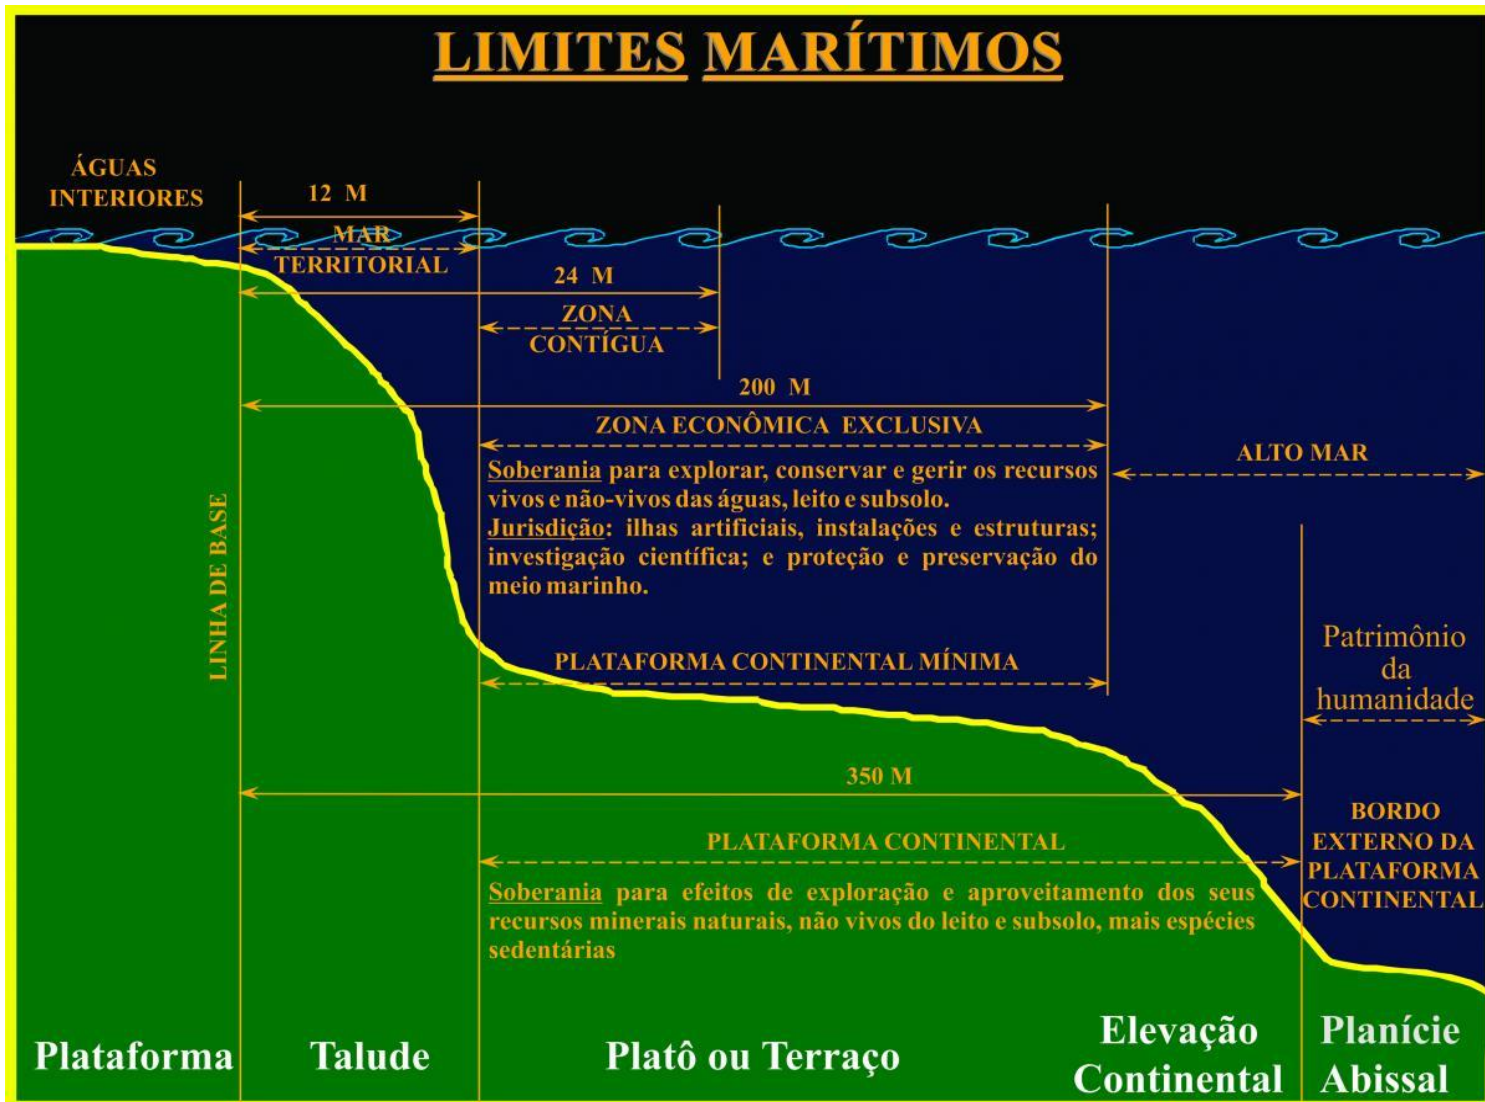 LIMITES MARÍTIMOS
ÁGUAS
INTERIORES
12 M
MAR
TERRITORIAL
24 M
ZONA
CONTÍGUA
200 M
ZONA ECONÔMICA EXCLUSIVA
Soberania para explorar, conservar e gerir os recursos
vivos e não-vivos das águas, leito e subsolo.
Jurisdição: ilhas artificiais, instalações e estruturas;
investigação científica; e proteção e preservação do
meio marinho.
ALTO MAR
LINHA DE BASE
PLATAFORMA CONTINENTAL MÍNIMA
Patrimônio
da
humanidade
350 M
PLATAFORMA CONTINENTAL
Soberania para efeitos de exploração e aproveitamento dos seus
recursos minerais naturais, não vivos do leito e subsolo, mais espécies
sedentárias
BORDO
EXTERNO DA
PLATAFORMA
CONTINENTAL
Plataforma
Talude
Platô ou Terraço
Elevação
Continental
Planície
Abissal